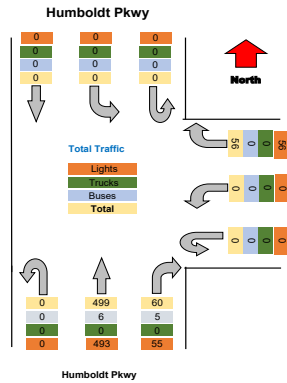 Humboldt Pkwy
0 0 0
0 0 0
0 0 0
0 0 0
North
Total Traffic
Lights
Trucks
Buses
Total
56 0 0 56
0 0 0 0
0 0 0 0
0 499 60
0 6 5
0 0 0
0 493 55
Humboldt Pkwy